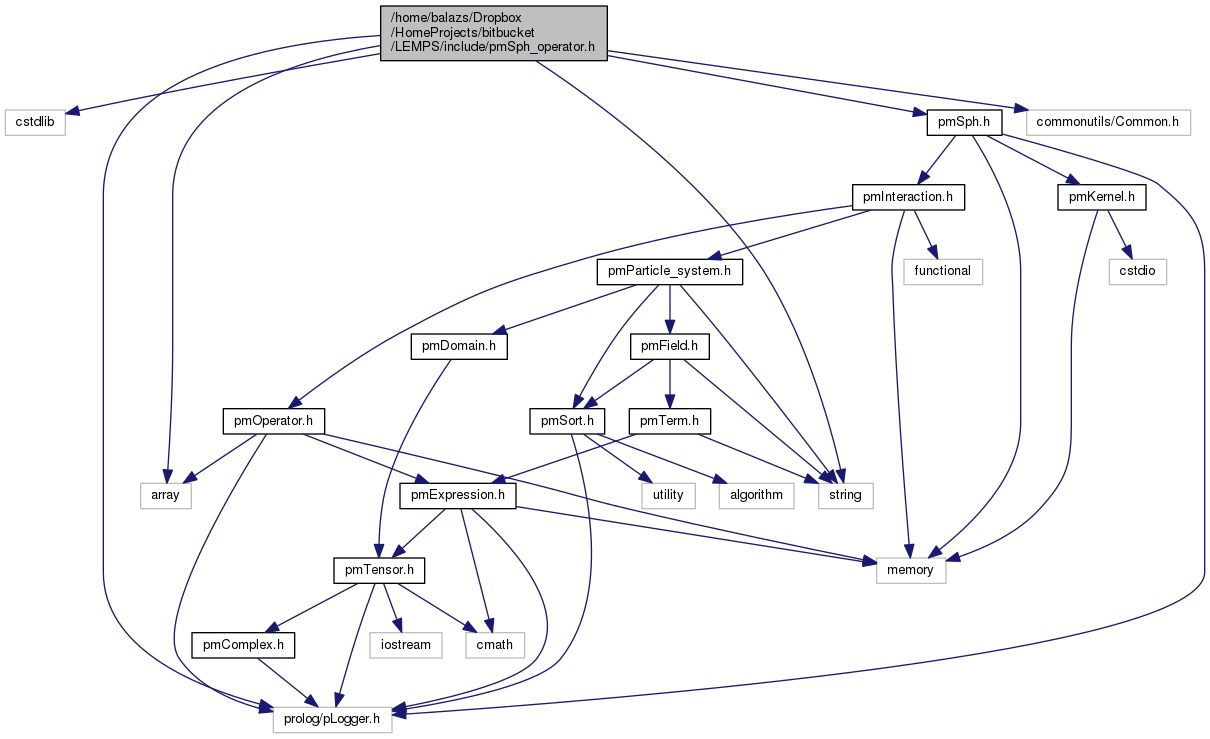 /home/balazs/Dropbox
/HomeProjects/bitbucket
/LEMPS/include/pmSph_operator.h
cstdlib
pmSph.h
commonutils/Common.h
pmInteraction.h
pmKernel.h
pmParticle_system.h
functional
cstdio
pmDomain.h
pmField.h
pmOperator.h
pmSort.h
pmTerm.h
array
pmExpression.h
utility
algorithm
string
pmTensor.h
memory
pmComplex.h
iostream
cmath
prolog/pLogger.h